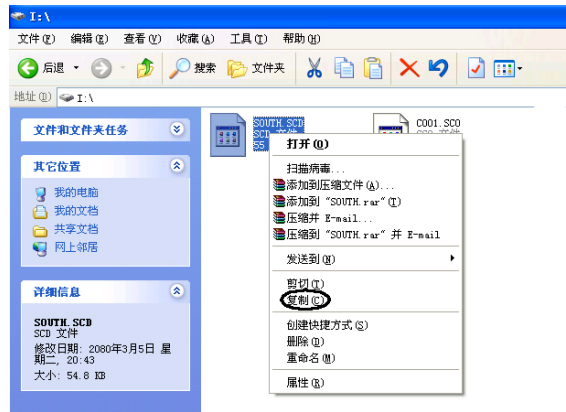 I:\
文件(F) 编辑(E) 查看(V) 收藏(A) 工具(T) 帮助(H)
后退 搜索 文件夹
地址(D) I:\
文件和文件夹任务
其它位置
我的电脑
我的文档
共享文档
网上邻居
详细信息
SOUTH.SCD
SCD 文件
修改日期: 2080年3月5日 星
期二, 20:43
大小: 54.8 KB
SOUTH.SCD
SCD 文件
55
C001.SC0
打开(O)
扫描病毒...
添加到压缩文件(A)...
添加到 "SOUTH.rar"(T)
压缩并 E-mail...
压缩到 "SOUTH.rar" 并 E-mail
发送到(N)
剪切(T)
复制(C)
创建快捷方式(S)
删除(D)
重命名(M)
属性(R)